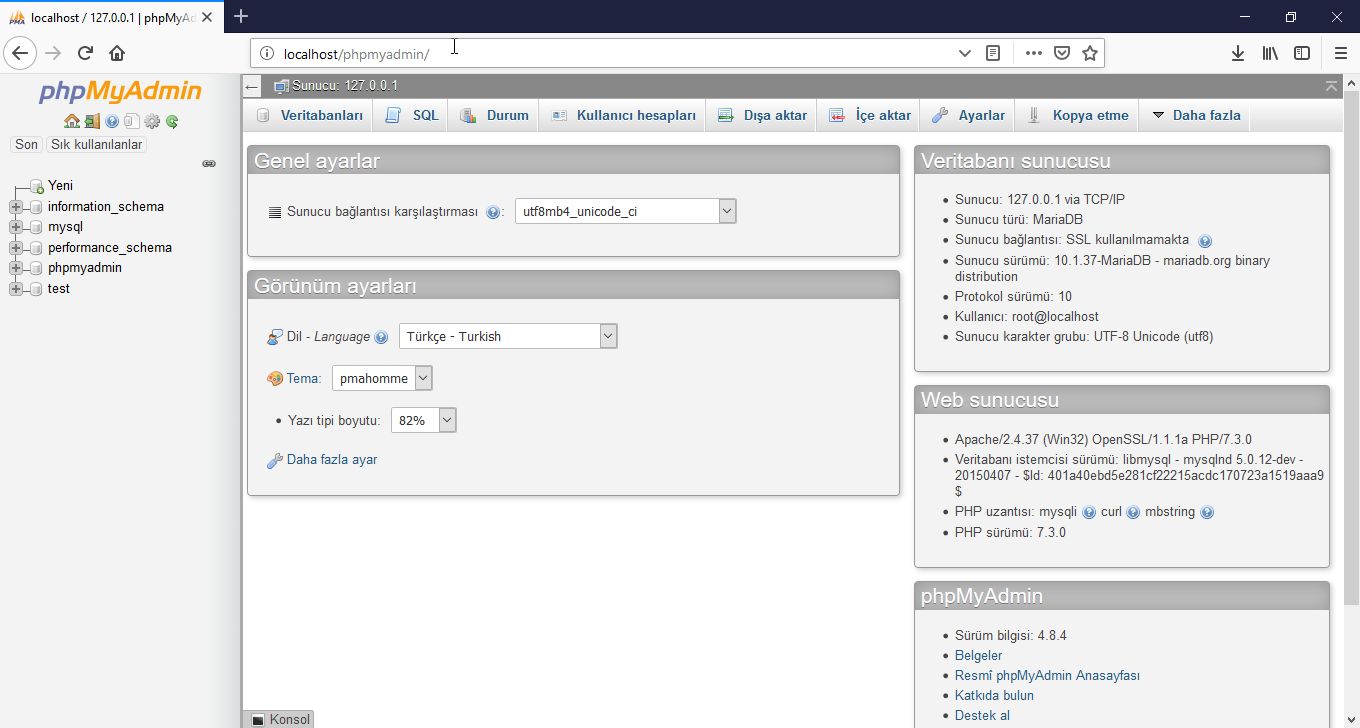 localhost / 127.0.0.1 | phpMyAd
localhost/phpmyadmin/
phpMyAdmin
Son Sık kullanılanlar
Yeni
information_schema
mysql
performance_schema
phpmyadmin
test
Sunucu: 127.0.0.1
Veritabanları SQL Durum Kullanıcı hesapları Dışa aktar İçe aktar Ayarlar Kopya etme Daha fazla
Genel ayarlar
Sunucu bağlantısı karşılaştırması : utf8mb4_unicode_ci
Görünüm ayarları
Dil - Language Türkçe - Turkish
Tema: pmahomme
• Yazı tipi boyutu: 82%
Daha fazla ayar
Veritabanı sunucusu
• Sunucu: 127.0.0.1 via TCP/IP
• Sunucu türü: MariaDB
• Sunucu bağlantısı: SSL kullanılmamakta
• Sunucu sürümü: 10.1.37-MariaDB - mariadb.org binary
distribution
• Protokol sürümü: 10
• Kullanıcı: root@localhost
• Sunucu karakter grubu: UTF-8 Unicode (utf8)
Web sunucusu
• Apache/2.4.37 (Win32) OpenSSL/1.1.1a PHP/7.3.0
• Veritabanı istemcisi sürümü: libmysql - mysqlnd 5.0.12-dev -
20150407 - $Id: 401a40ebd5e281cf22215acdc170723a1519aaa9
$
• PHP uzantısı: mysqli curl mbstring
• PHP sürümü: 7.3.0
phpMyAdmin
• Sürüm bilgisi: 4.8.4
• Belgeler
• Resmî phpMyAdmin Anasayfası
• Katkıda bulun
• Destek al
Konsol